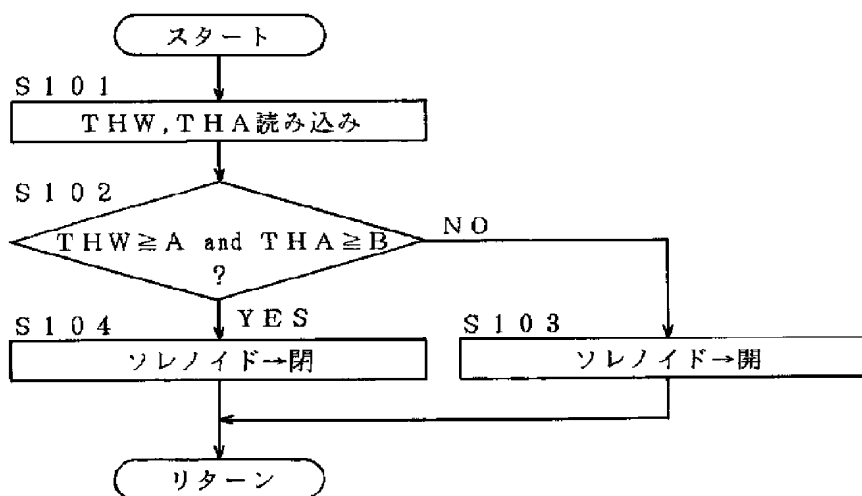 スタート
S101
THW,THA読み込み
S102
THW≧A and THA≧B
?
NO
YES
S104
ソレノイド→閉
S103
ソレノイド→開
リターン